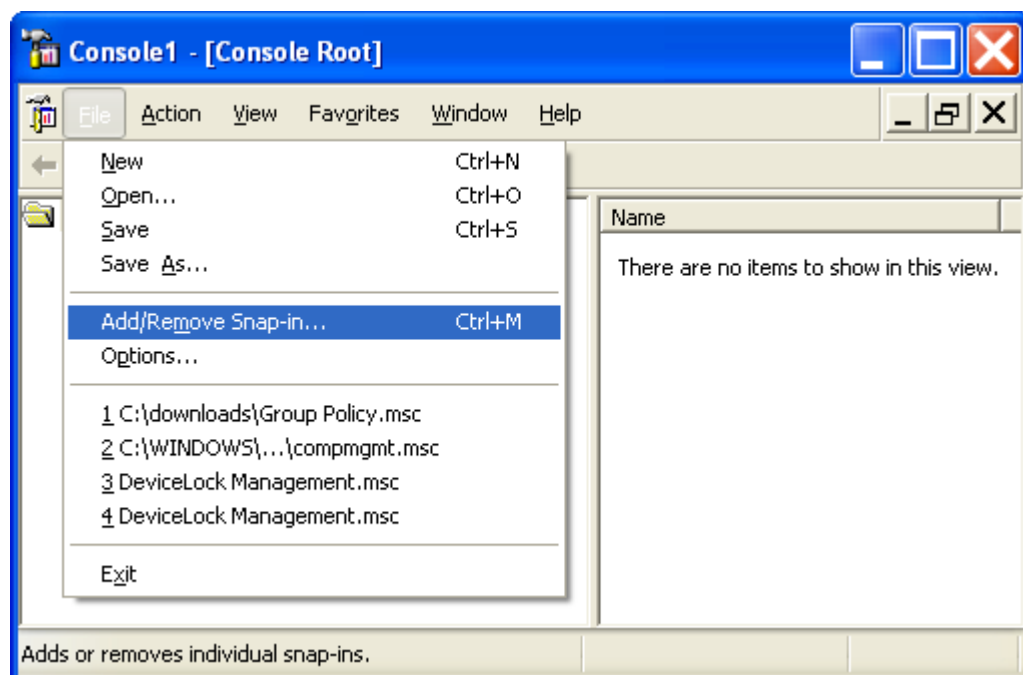 Console1 - [Console Root]
File Action View Favorites Window Help
New Ctrl+N
Open... Ctrl+O
Save Ctrl+S
Save As...
Add/Remove Snap-in... Ctrl+M
Options...
1 C:\downloads\Group Policy.msc
2 C:\WINDOWS\...\compmgmt.msc
3 DeviceLock Management.msc
4 DeviceLock Management.msc
Exit
Name
There are no items to show in this view.
Adds or removes individual snap-ins.